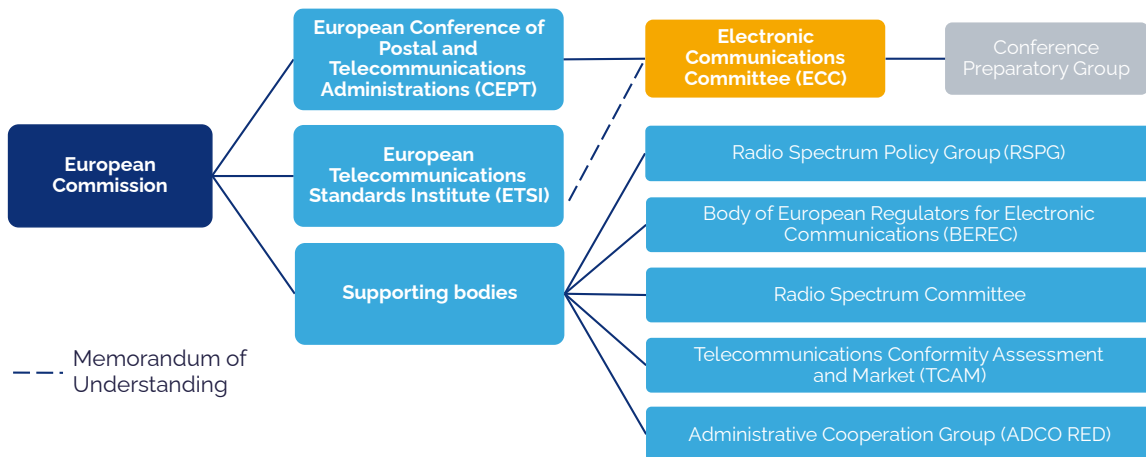 European Conference of
Postal and
Telecommunications
Administrations (CEPT)
Electronic
Communications
Committee (ECC)
Conference
Preparatory Group
European
Commission
European
Telecommunications
Standards Institute (ETSI)
Radio Spectrum Policy Group (RSPG)
Body of European Regulators for Electronic
Communications (BEREC)
Supporting bodies
Radio Spectrum Committee
Telecommunications Conformity Assessment
and Market (TCAM)
Administrative Cooperation Group (ADCO RED)
Memorandum of
Understanding